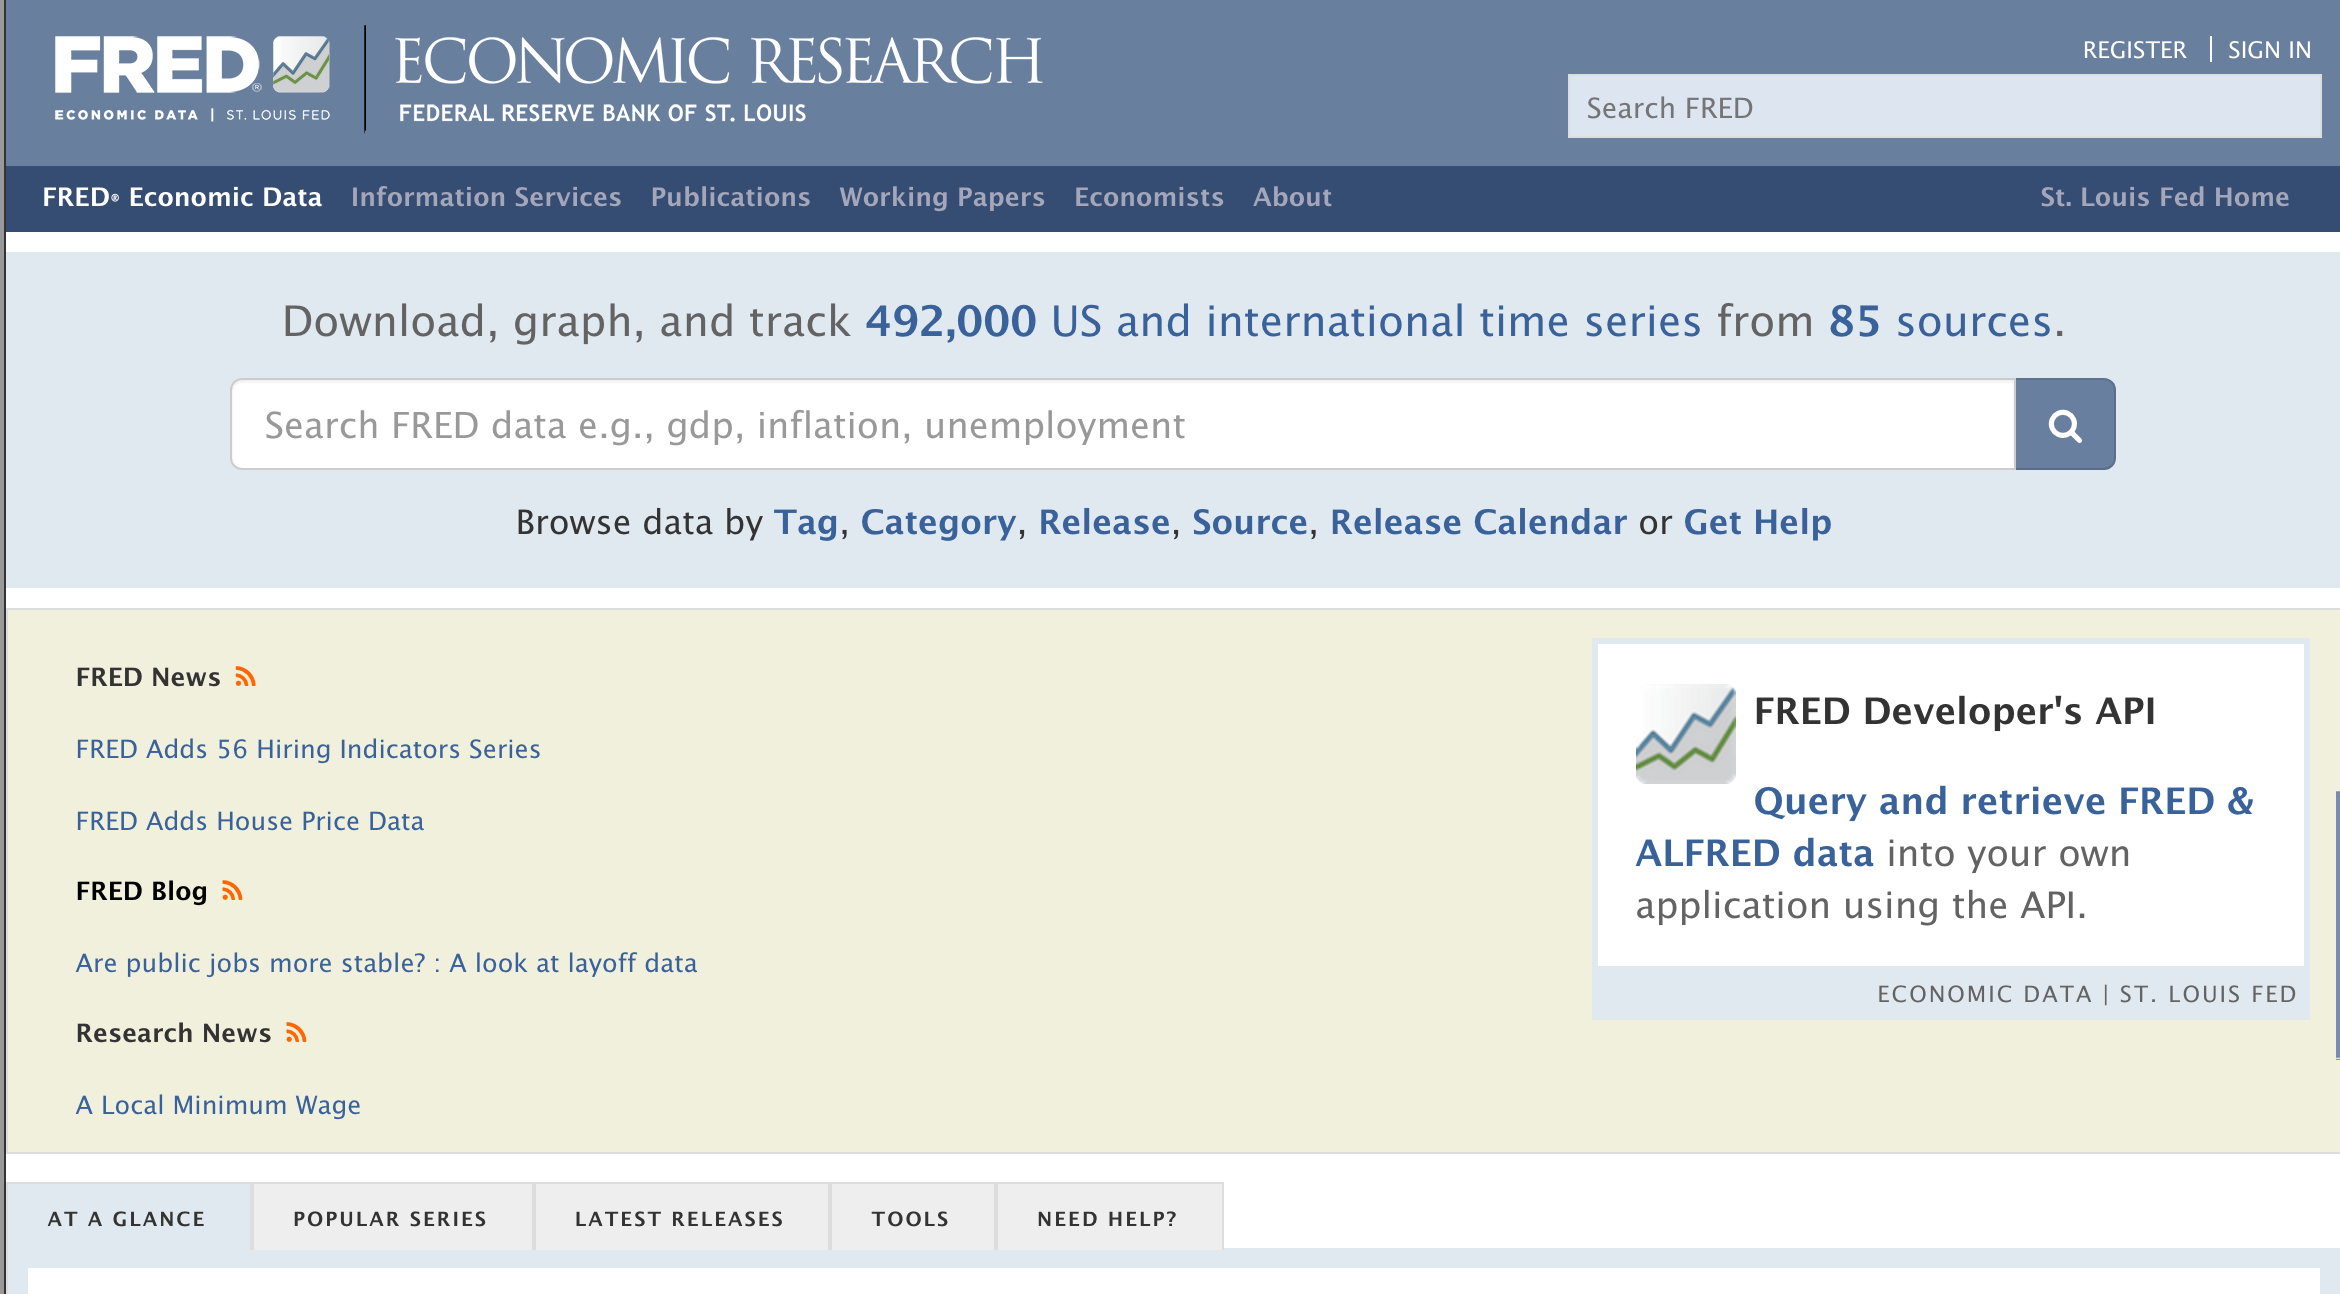 FRED®
ECONOMIC DATA | ST. LOUIS FED
ECONOMIC RESEARCH
FEDERAL RESERVE BANK OF ST. LOUIS
REGISTER | SIGN IN
Search FRED
FRED® Economic Data Information Services Publications Working Papers Economists About St. Louis Fed Home
Download, graph, and track 492,000 US and international time series from 85 sources.
Search FRED data e.g., gdp, inflation, unemployment
Browse data by Tag, Category, Release, Source, Release Calendar or Get Help
FRED News
FRED Adds 56 Hiring Indicators Series
FRED Adds House Price Data
FRED Blog
Are public jobs more stable? : A look at layoff data
Research News
A Local Minimum Wage
FRED Developer's API
Query and retrieve FRED &
ALFRED data into your own
application using the API.
ECONOMIC DATA | ST. LOUIS FED
AT A GLANCE POPULAR SERIES LATEST RELEASES TOOLS NEED HELP?